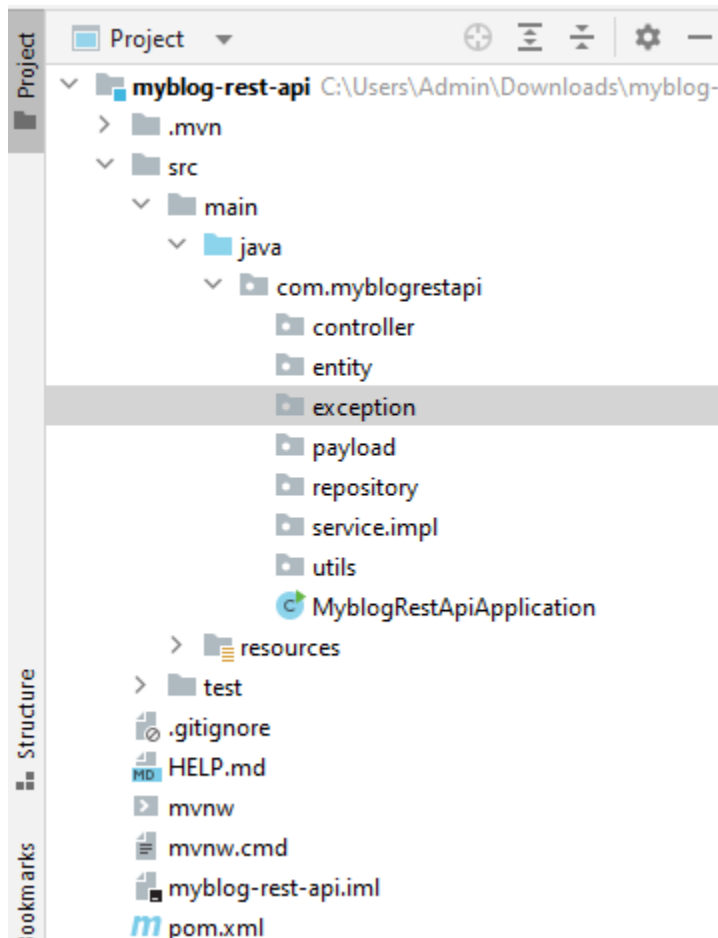 Project
Project
myblog-rest-api C:\Users\Admin\Downloads\myblog-
.mvn
src
main
java
com.myblogrestapi
controller
entity
exception
payload
repository
service.impl
utils
C MyblogRestApiApplication
resources
test
.gitignore
MD HELP.md
mvnw
mvnw.cmd
myblog-rest-api.iml
m pom.xml
Structure
ookmarks